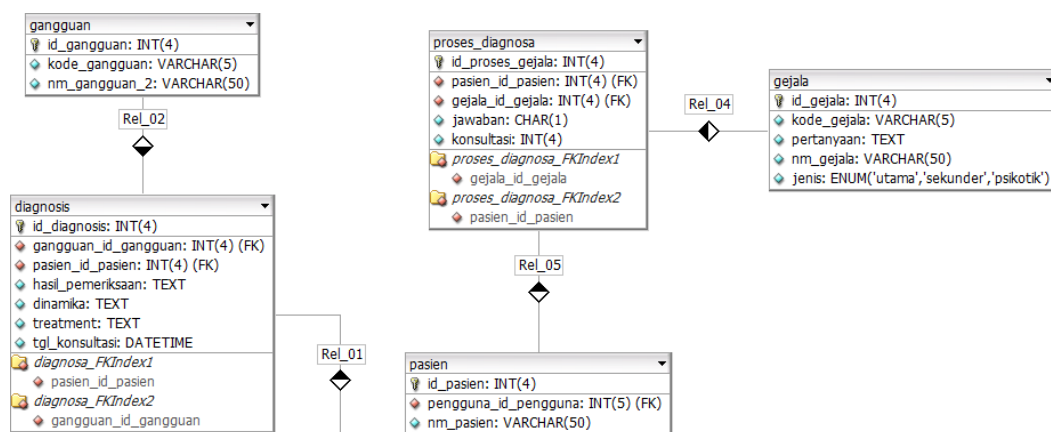 gangguan
id_gangguan: INT(4)
kode_gangguan: VARCHAR(5)
nm_gangguan_2: VARCHAR(50)
Rel_02
diagnosis
id_diagnosis: INT(4)
gangguan_id_gangguan: INT(4) (FK)
pasien_id_pasien: INT(4) (FK)
hasil_pemeriksaan: TEXT
dinamika: TEXT
treatment: TEXT
tgl_konsultasi: DATETIME
diagnosa_FKIndex1
pasien_id_pasien
diagnosa_FKIndex2
gangguan_id_gangguan
Rel_01
proses_diagnosa
id_proses_gejala: INT(4)
pasien_id_pasien: INT(4) (FK)
gejala_id_gejala: INT(4) (FK)
jawaban: CHAR(1)
konsultasi: INT(4)
proses_diagnosa_FKIndex1
gejala_id_gejala
proses_diagnosa_FKIndex2
pasien_id_pasien
Rel_05
pasien
id_pasien: INT(4)
pengguna_id_pengguna: INT(5) (FK)
nm_pasien: VARCHAR(50)
Rel_04
gejala
id_gejala: INT(4)
kode_gejala: VARCHAR(5)
pertanyaan: TEXT
nm_gejala: VARCHAR(50)
jenis: ENUM('utama','sekunder','psikotik')